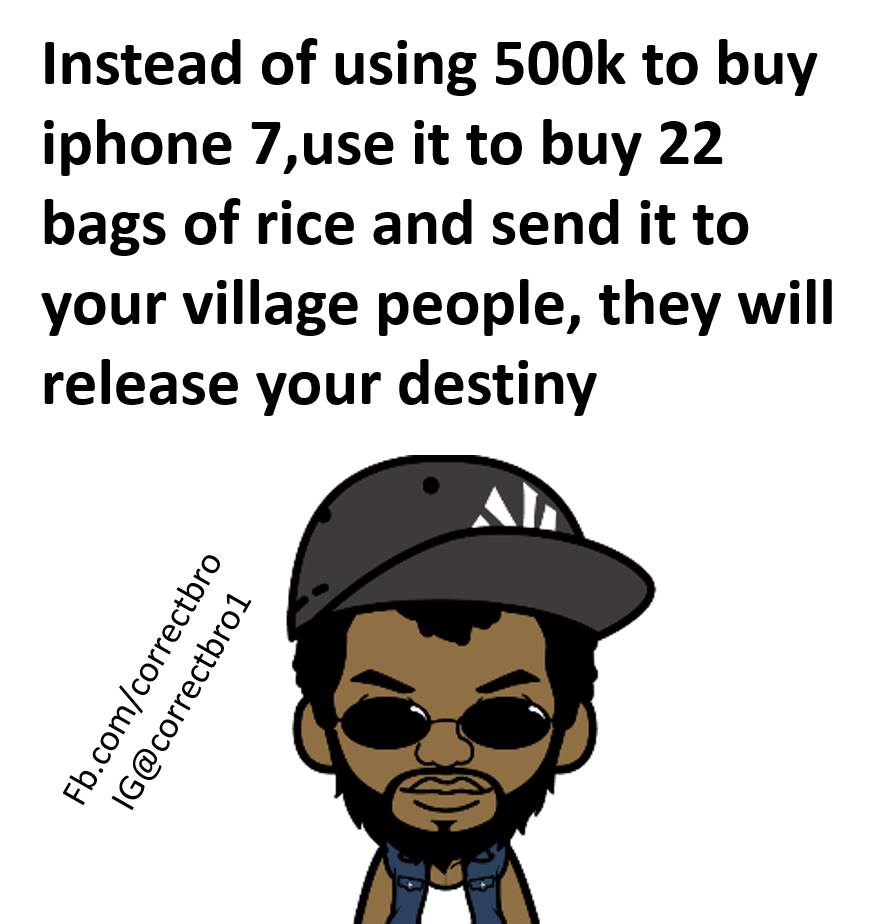 Instead of using 500k to buy
iphone 7,use it to buy 22
bags of rice and send it to
your village people, they will
release your destiny
Fb.com/correctbro
IG@correctbro1